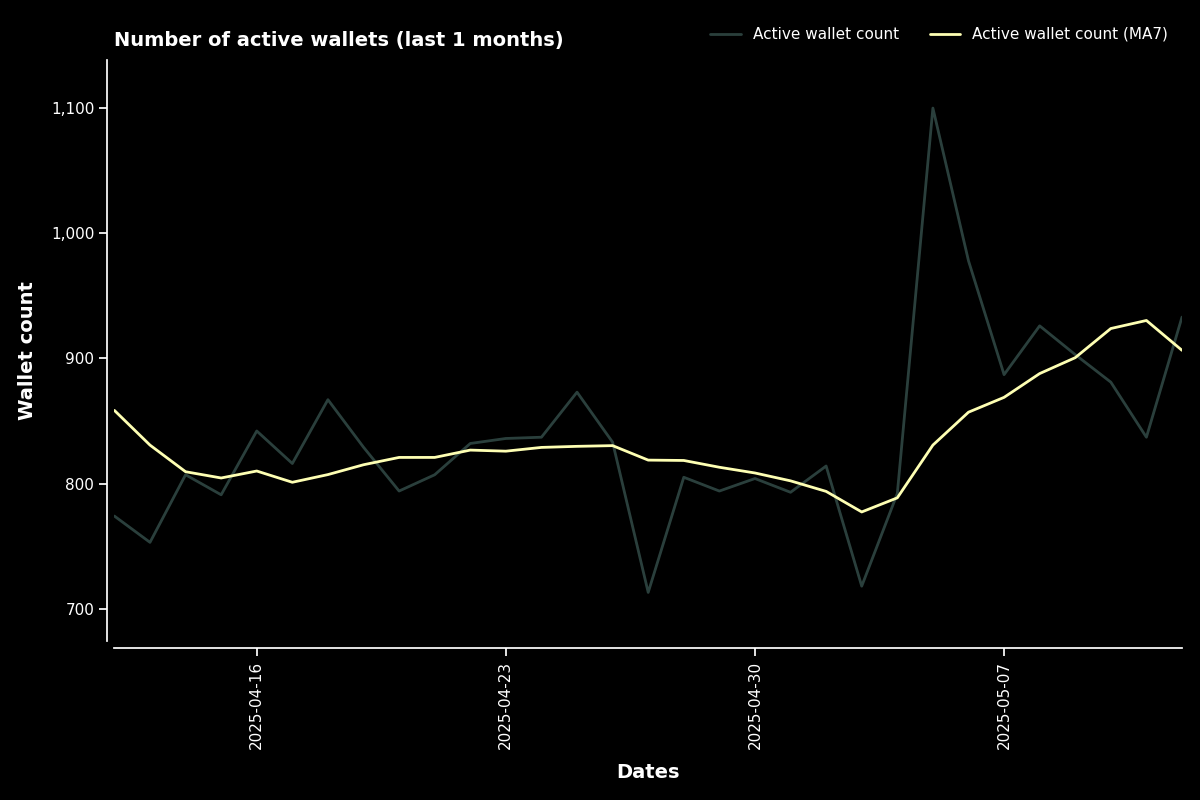 Number of active wallets (last 1 months)
Active wallet count
Active wallet count (MA7)
Wallet count
1,100
1,000
900
800
700
2025-04-16
2025-04-23
2025-04-30
2025-05-07
Dates